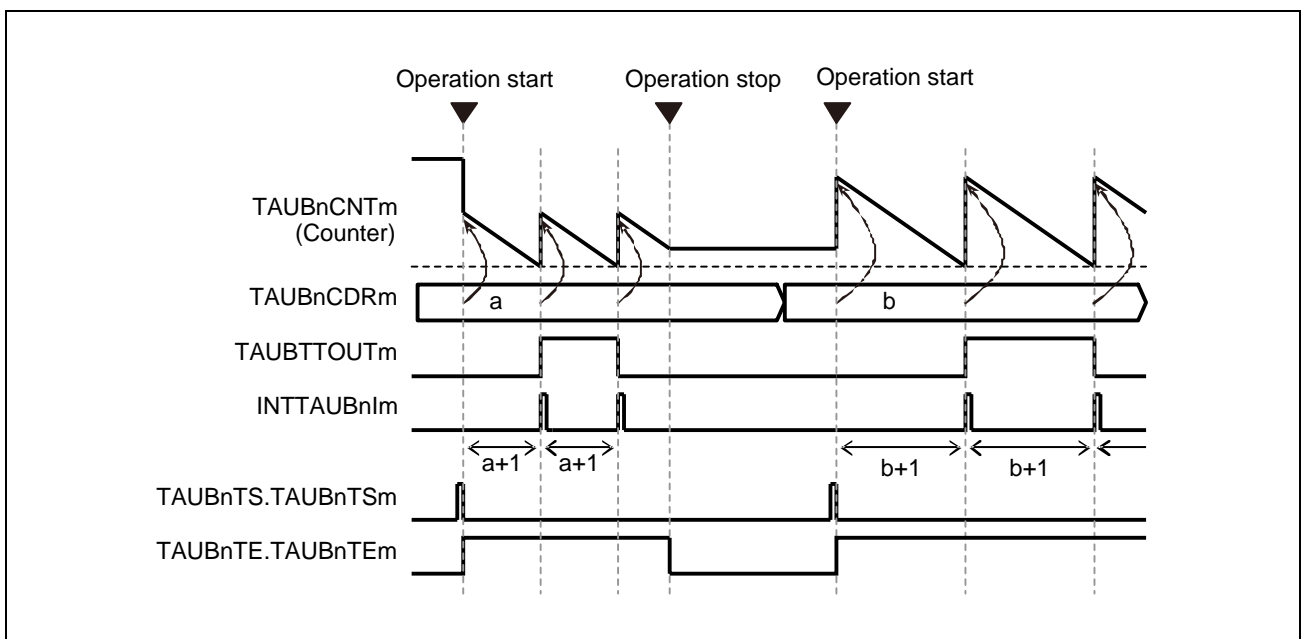 Operation start Operation stop Operation start
TAUBnCNTm
(Counter)
TAUBnCDRm a b
TAUBTTOUTm
INTTAUBnIm
a+1 a+1 b+1 b+1
TAUBnTS.TAUBnTSm
TAUBnTE.TAUBnTEm